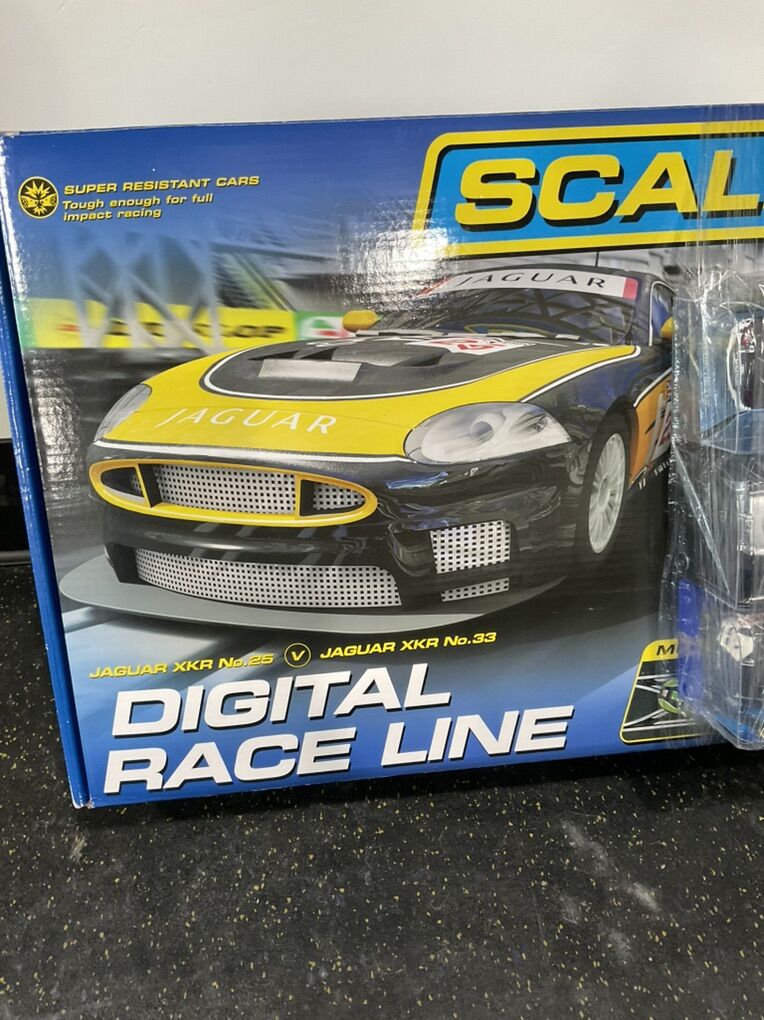 SUPER RESISTANT CARS
Tough enough for full
impact racing
SCAL
JAGUAR
JAGUAR
JAGUAR XKR No.25 V JAGUAR XKR No.33
DIGITAL
RACE LINE